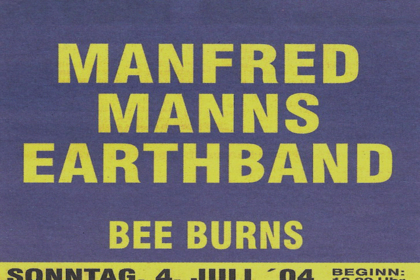 MANFRED
MANNS
EARTHBAND
BEE BURNS
SONNTAG, 4. JULI ´04
BEGINN: